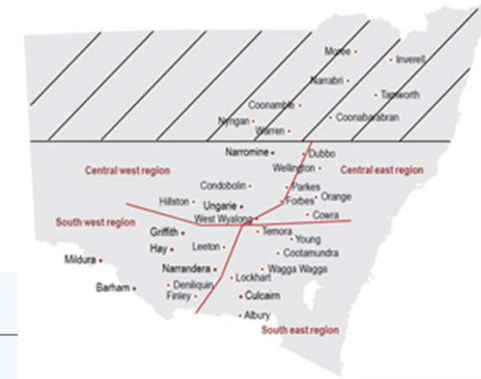 Moree
Inverell
Narrabri
Tamworth
Coonamble
Nyngan
Coonabarabran
Warren
Narromine
Dubbo
Central west region
Wellington
Central east region
Condobolin
Parkes
Hillston
Ungarie
Forbes
Orange
South west region
West Wyalong
Cowra
Griffith
Temora
Young
Hay
Leeton
Cootamundra
Mildura
Narrandera
Wagga Wagga
Lockhart
Barham
Deniliquin
Finley
Culcairn
Albury
South east region